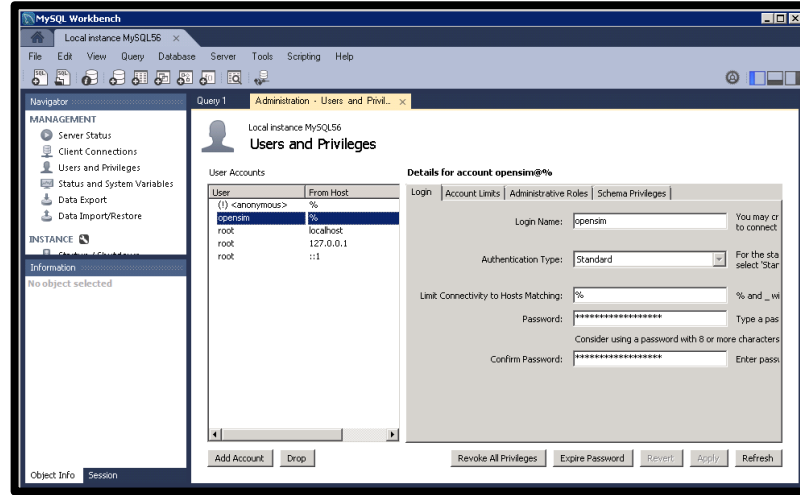 MySQL Workbench
Local instance MySQL56 ×
File Edit View Query Database Server Tools Scripting Help
Navigator
Query 1 Administration - Users and Privil... ×
MANAGEMENT
Server Status
Client Connections
Users and Privileges
Status and System Variables
Data Export
Data Import/Restore
INSTANCE
Startup / Shutdown
Information
No object selected
Object Info Session
Local instance MySQL56
Users and Privileges
User Accounts
User From Host
(!) <anonymous> %
opensim %
root localhost
root 127.0.0.1
root ::1
Add Account Drop
Details for account opensim@%
Login Account Limits Administrative Roles Schema Privileges
Login Name: opensim You may cr
to connect
Authentication Type: Standard For the sta
select 'Star
Limit Connectivity to Hosts Matching: % % and _ wi
Password: ****************** Type a pas
Consider using a password with 8 or more characters
Confirm Password: ****************** Enter passw
Revoke All Privileges Expire Password Revert Apply Refresh